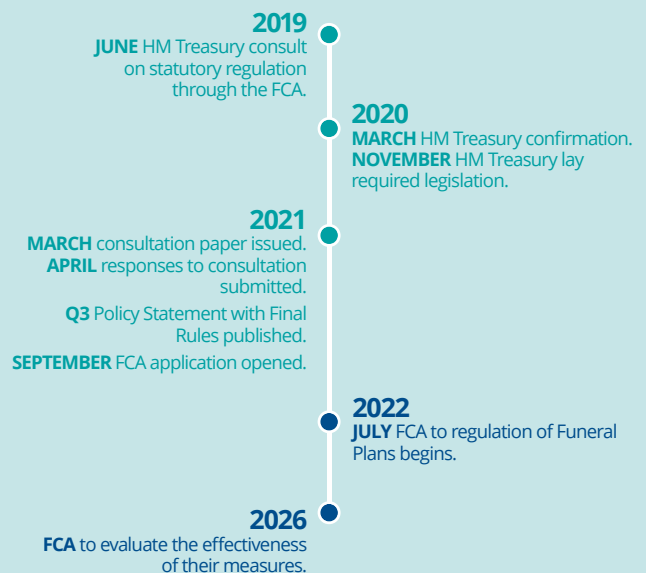 2019
JUNE HM Treasury consult
on statutory regulation
through the FCA.
2020
MARCH HM Treasury confirmation.
NOVEMBER HM Treasury lay
required legislation.
2021
MARCH consultation paper issued.
APRIL responses to consultation
submitted.
Q3 Policy Statement with Final
Rules published.
SEPTEMBER FCA application opened.
2022
JULY FCA to regulation of Funeral
Plans begins.
2026
FCA to evaluate the effectiveness
of their measures.